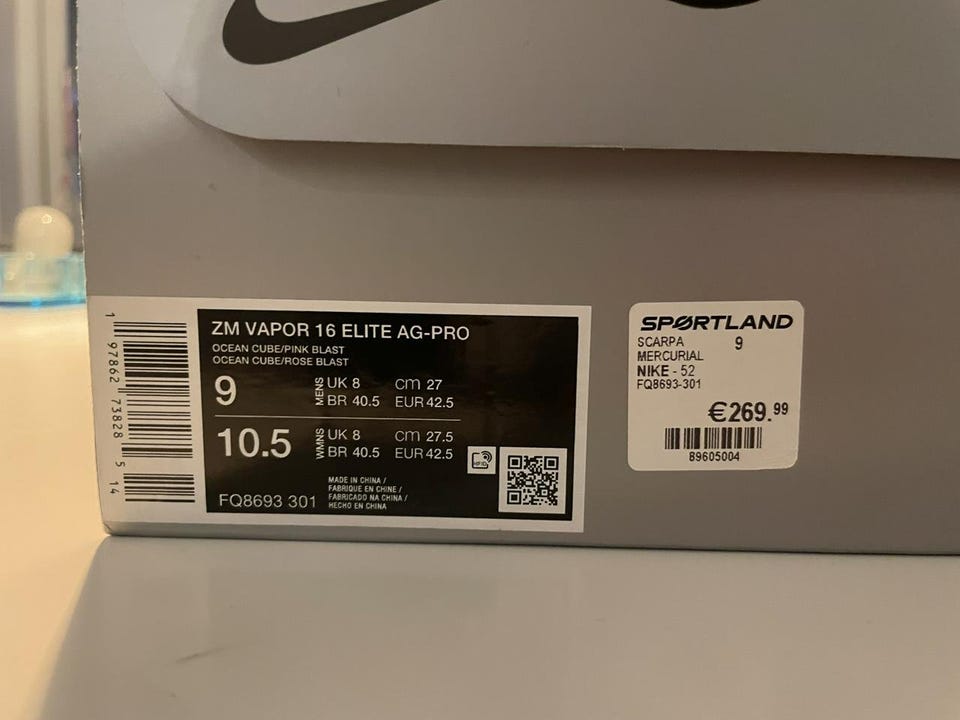 1 97862 73828 5 14
ZM VAPOR 16 ELITE AG-PRO
OCEAN CUBE/PINK BLAST
OCEAN CUBE/ROSE BLAST
9 MENS UK 8 cm 27
BR 40.5 EUR 42.5
10.5 WMNS UK 8 cm 27.5
BR 40.5 EUR 42.5
FQ8693 301
MADE IN CHINA /
FABRIQUE EN CHINE /
FABRICADO NA CHINA /
HECHO EN CHINA
RFID
SPØRTLAND
SCARPA 9
MERCURIAL
NIKE - 52
FQ8693-301
€269.99
89605004